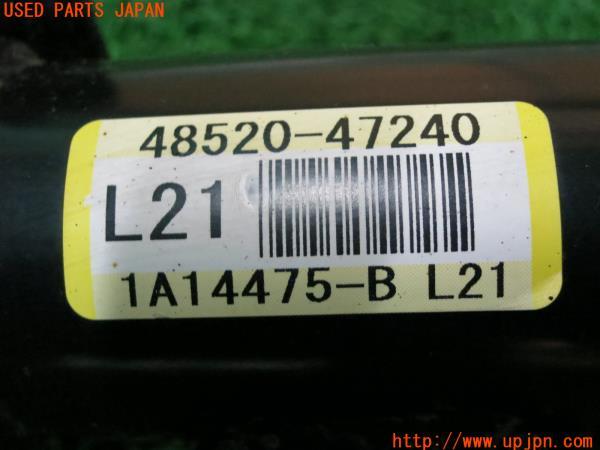 USED PARTS JAPAN
48520-47240
L21
1A14475-B L21
http://www.upjpn.com/